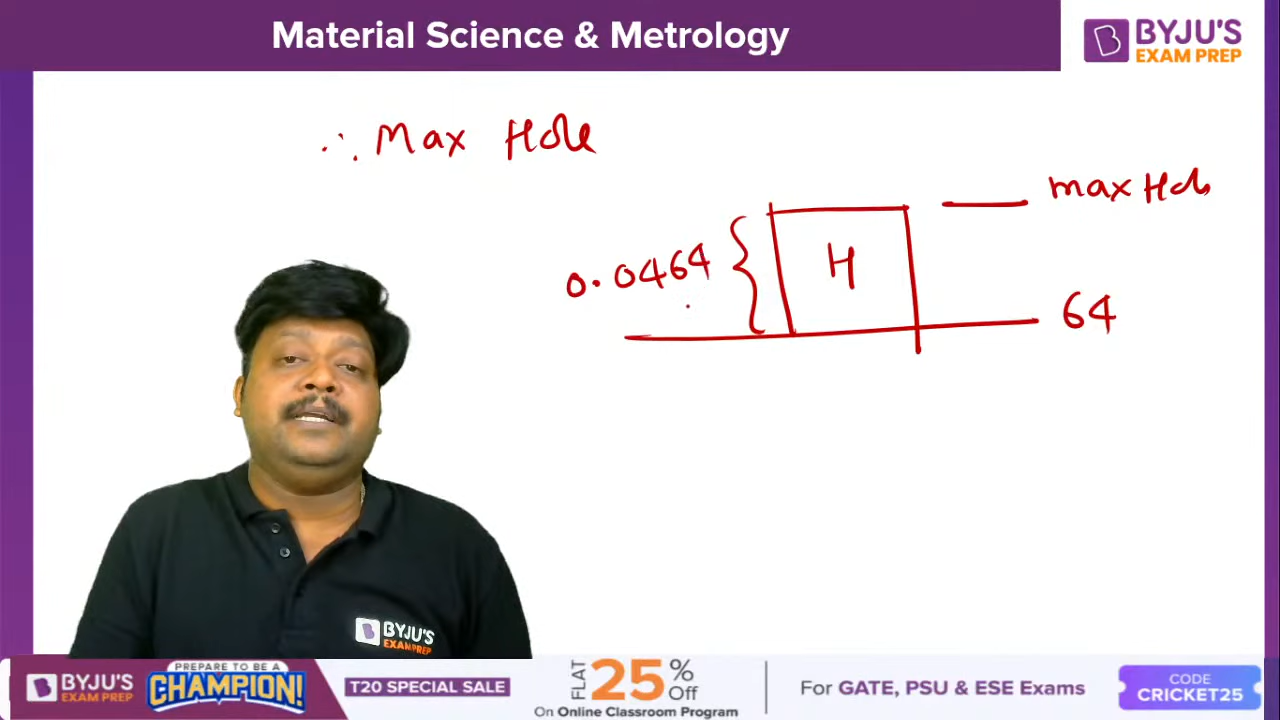 Material Science & Metrology
BYJU'S
EXAM PREP
∴ Max Hole
max Hole
0.0464
H
64
BYJU'S
EXAM PREP
BYJU'S
EXAM PREP
PREPARE TO BE A
CHAMPION!
T20 SPECIAL SALE
FLAT 25% Off
On Online Classroom Program
For GATE, PSU & ESE Exams
CODE
CRICKET25